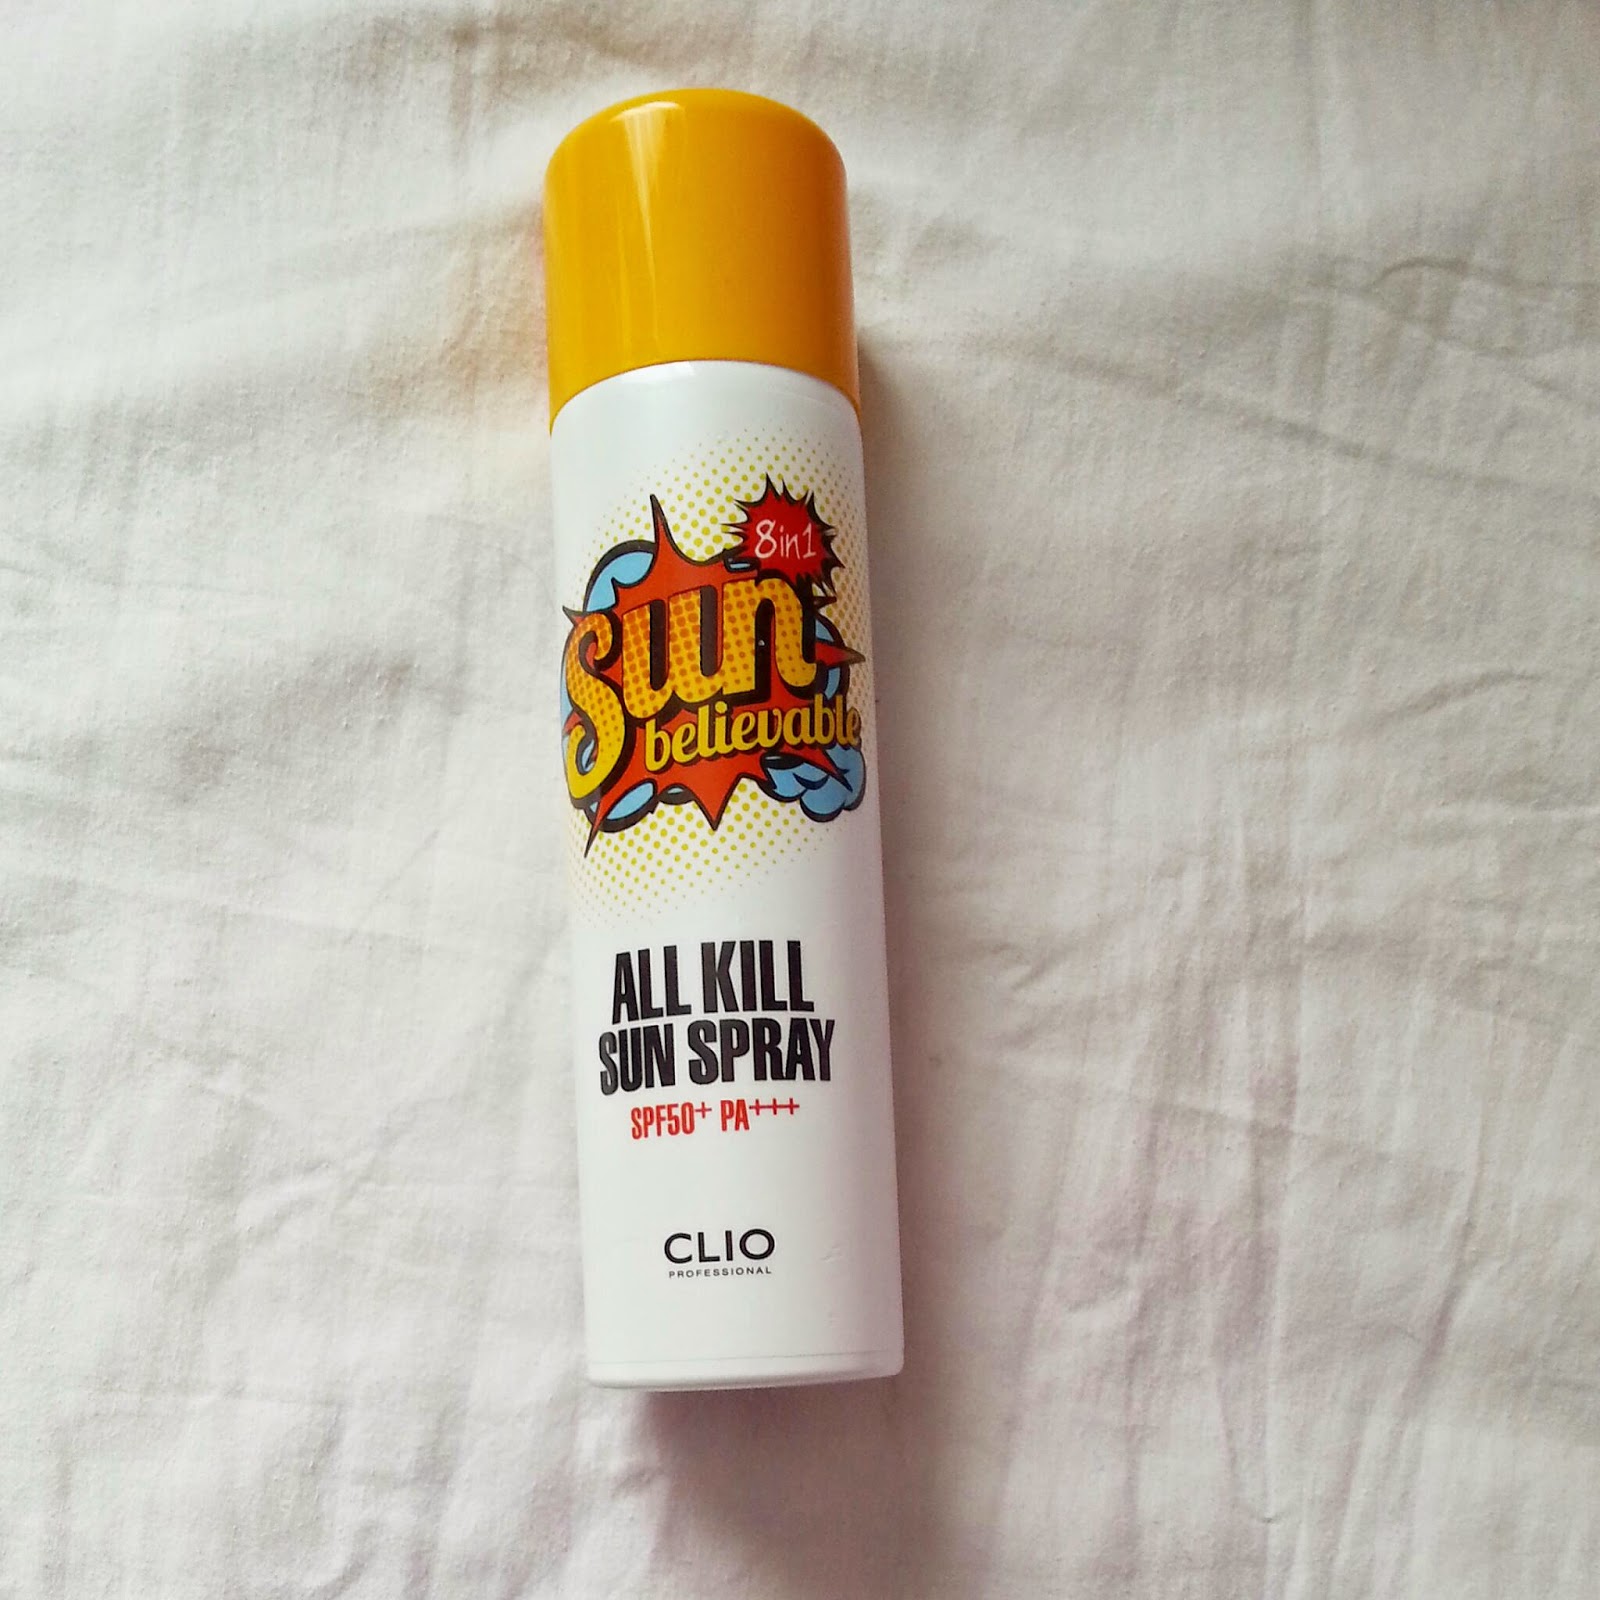 8in1
Sun
believable
ALL KILL
SUN SPRAY
SPF50+ PA+++
CLIO
PROFESSIONAL